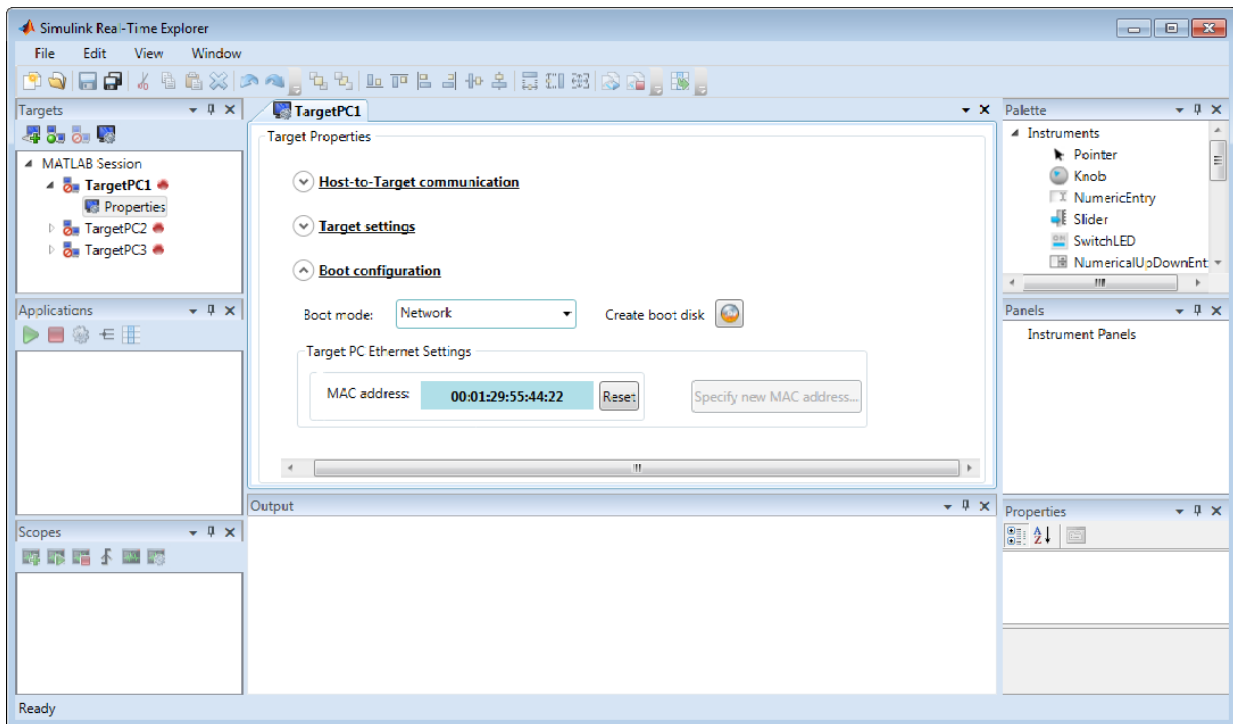 Simulink Real-Time Explorer
File Edit View Window
Targets
MATLAB Session
TargetPC1
Properties
TargetPC2
TargetPC3
Applications
Scopes
TargetPC1
Target Properties
Host-to-Target communication
Target settings
Boot configuration
Boot mode: Network Create boot disk
Target PC Ethernet Settings
MAC address: 00:01:29:55:44:22 Reset Specify new MAC address...
Output
Palette
Instruments
Pointer
Knob
NumericEntry
Slider
SwitchLED
NumericalUpDownEnt
Panels
Instrument Panels
Properties
Ready